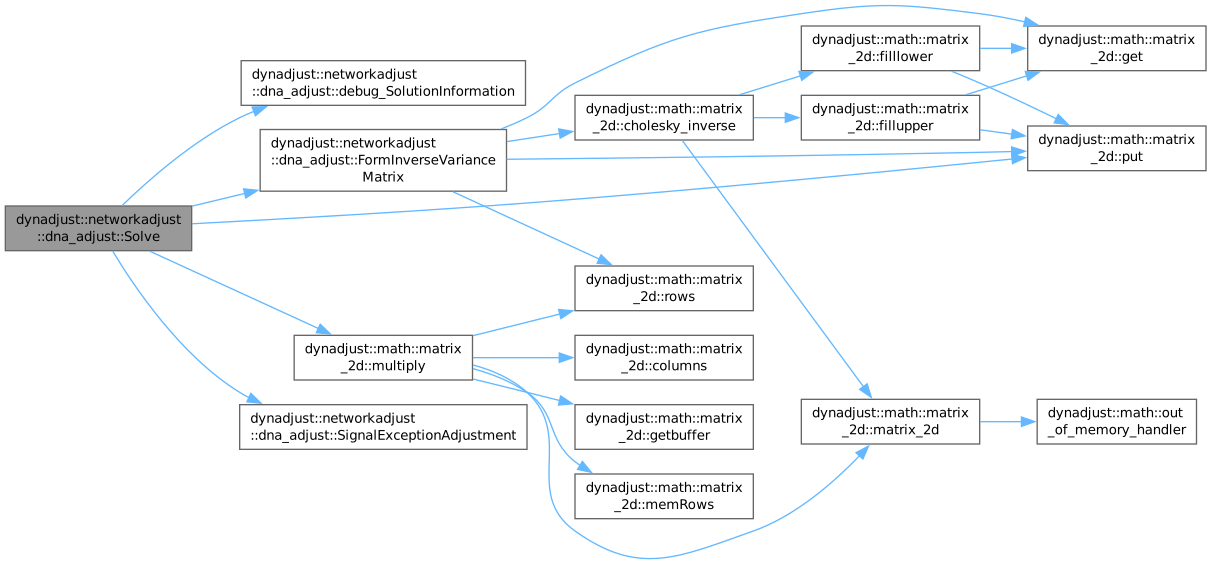 dynadjust::networkadjust
::dna_adjust::Solve
dynadjust::networkadjust
::dna_adjust::debug_SolutionInformation
dynadjust::networkadjust
::dna_adjust::FormInverseVariance
Matrix
dynadjust::math::matrix
_2d::multiply
dynadjust::networkadjust
::dna_adjust::SignalExceptionAdjustment
dynadjust::math::matrix
_2d::cholesky_inverse
dynadjust::math::matrix
_2d::rows
dynadjust::math::matrix
_2d::columns
dynadjust::math::matrix
_2d::getbuffer
dynadjust::math::matrix
_2d::memRows
dynadjust::math::matrix
_2d::filllower
dynadjust::math::matrix
_2d::fillupper
dynadjust::math::matrix
_2d::matrix_2d
dynadjust::math::matrix
_2d::get
dynadjust::math::matrix
_2d::put
dynadjust::math::out
_of_memory_handler